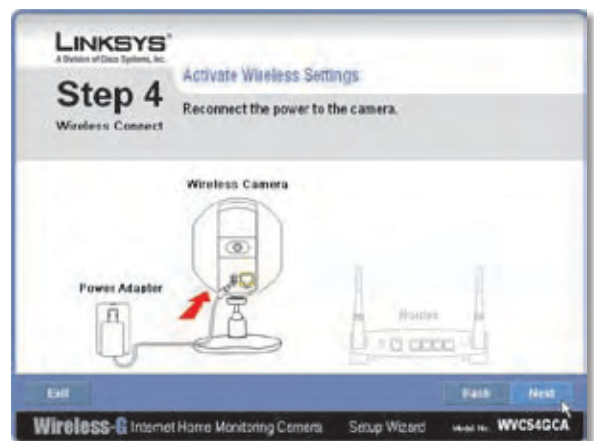 LINKSYS®
A Division of Cisco Systems, Inc.
Activate Wireless Settings
Step 4
Reconnect the power to the camera.
Wireless Connect
Wireless Camera
Power Adapter
Router
Exit
Back
Next
Wireless-G Internet Home Monitoring Camera
Setup Wizard
Model No.
WVC54GCA